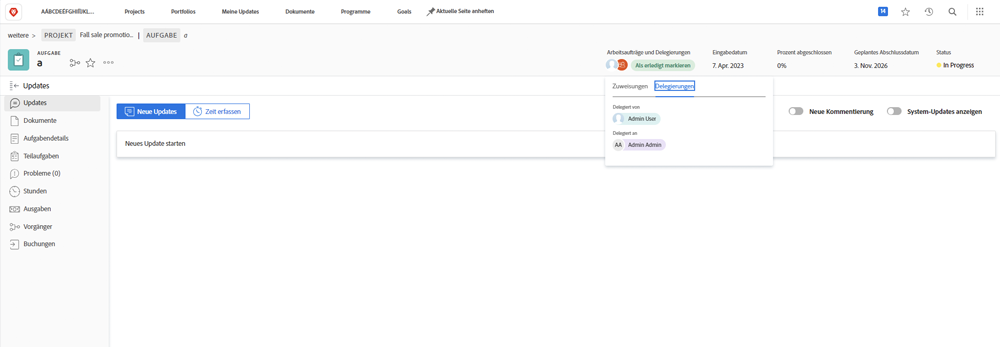 AÄÁBCDEËFGHIÏÍJKL... Projects Portfolios Meine Updates Dokumente Programme Goals Aktuelle Seite anheften 14
weitere > PROJEKT Fall sale promotio... | AUFGABE a
AUFGABE
a
Arbeitsaufträge und Delegierungen Eingabedatum Prozent abgeschlossen Geplantes Abschlussdatum Status
Als erledigt markieren 7. Apr. 2023 0% 3. Nov. 2026 In Progress
Updates
Updates
Dokumente
Aufgabendetails
Teilaufgaben
Probleme (0)
Stunden
Ausgaben
Vorgänger
Buchungen
Neue Updates Zeit erfassen
Neues Update starten
Zuweisungen Delegierungen
Delegiert von
Admin User
Delegiert an
AA Admin Admin
Neue Kommentierung System-Updates anzeigen